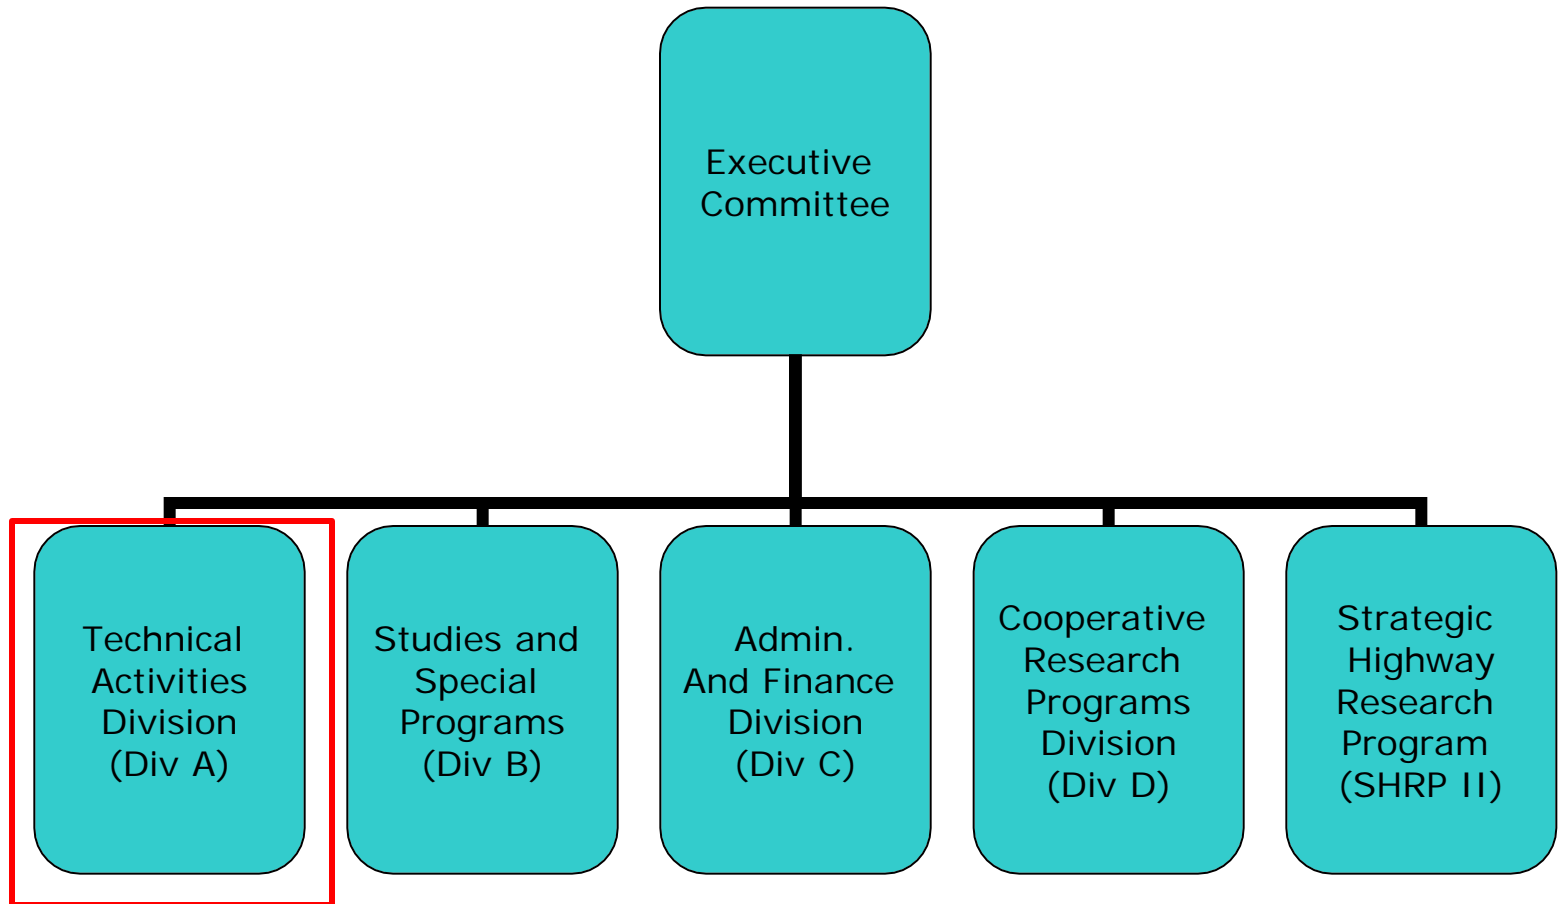 Executive
Committee
Technical
Activities
Division
(Div A)
Studies and
Special
Programs
(Div B)
Admin.
And Finance
Division
(Div C)
Cooperative
Research
Programs
Division
(Div D)
Strategic
Highway
Research
Program
(SHRP II)